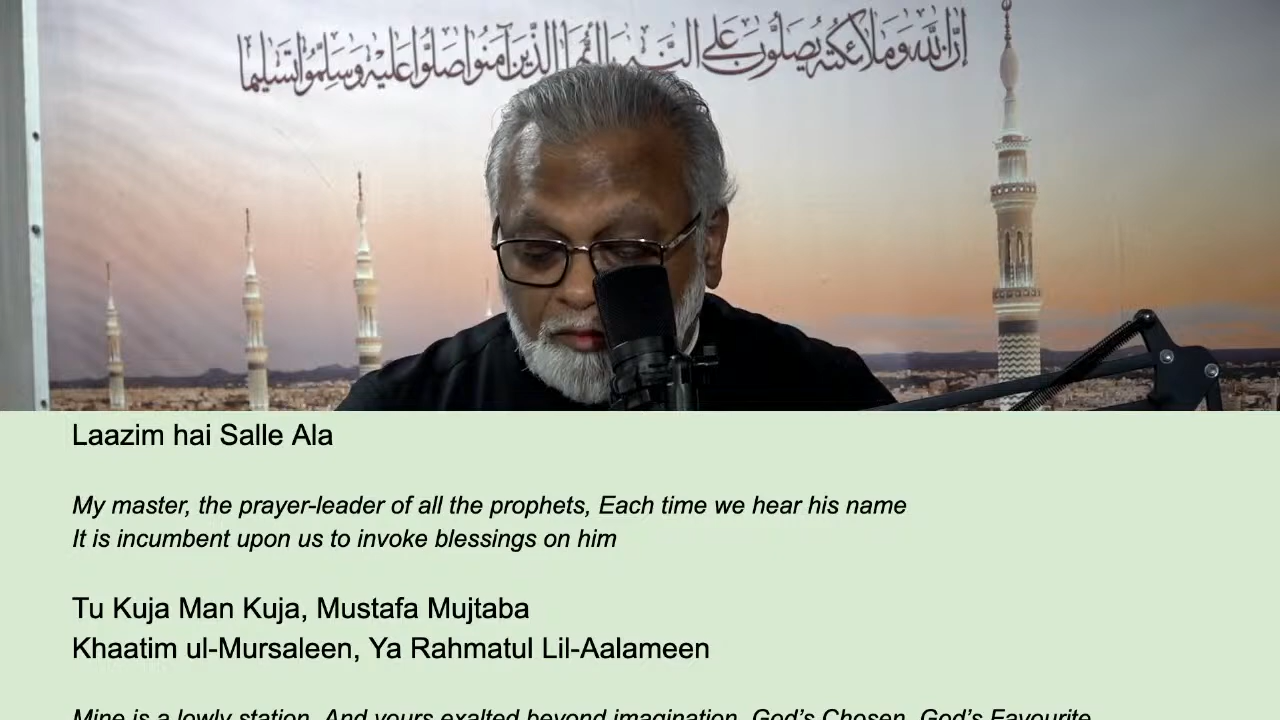 إن الله وملائكته يصلون على النبي يا أيها الذين آمنوا صلوا عليه وسلموا تسليما
Laazim hai Salle Ala
My master, the prayer-leader of all the prophets, Each time we hear his name
It is incumbent upon us to invoke blessings on him
Tu Kuja Man Kuja, Mustafa Mujtaba
Khaatim ul-Mursaleen, Ya Rahmatul Lil-Aalameen
Mine is a lowly station, And yours exalted beyond imagination, God’s Chosen, God’s Favourite